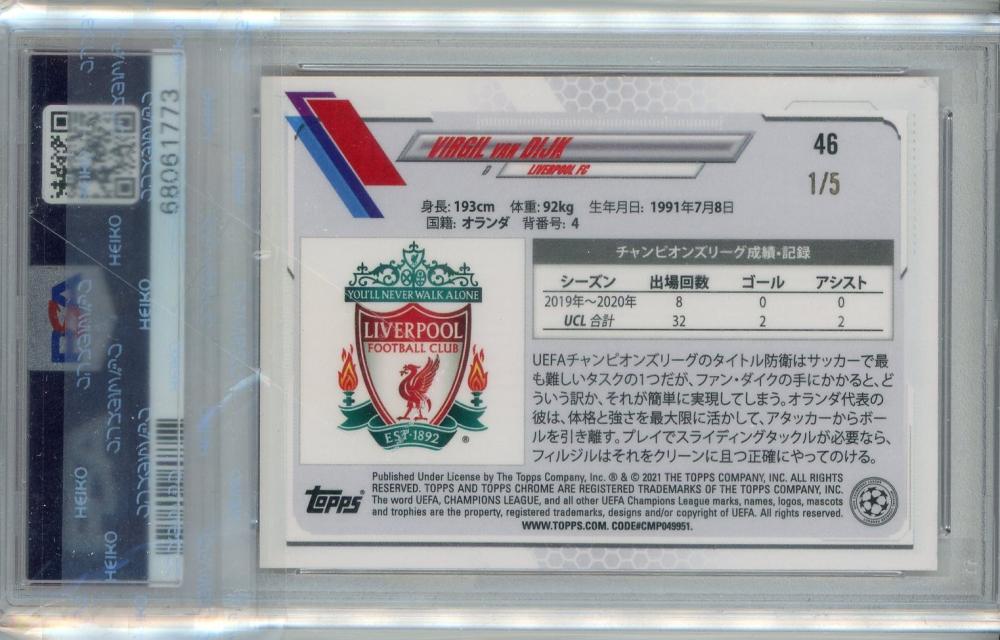 68061773
HEIKO
HEIKO
HEIKO
HEIKO
HEIKO
PSA
VIRGIL VAN DIJK
D
LIVERPOOL FC
46
1/5
身長: 193cm 体重: 92kg 生年月日: 1991年7月8日
国籍: オランダ 背番号: 4
YOU'LL NEVER WALK ALONE
LIVERPOOL
FOOTBALL CLUB
EST·1892
®
チャンピオンズリーグ成績・記録
シーズン 出場回数 ゴール アシスト
2019年～2020年 8 0 0
UCL 合計 32 2 2
UEFAチャンピオンズリーグのタイトル防衛はサッカーで最
も難しいタスクの1つだが、ファン・ダイクの手にかかると、ど
ういう訳か、それが簡単に実現してしまう。オランダ代表の
彼は、体格と強さを最大限に活かして、アタッカーからボー
ルを引き離す。プレイでスライディングタックルが必要なら、
フィルジルはそれをクリーンに且つ正確にやってのける。
Topps
Published Under License by The Topps Company, Inc. ® & © 2021 THE TOPPS COMPANY, INC. ALL RIGHTS
RESERVED. TOPPS AND TOPPS CHROME ARE REGISTERED TRADEMARKS OF THE TOPPS COMPANY, INC.
The word UEFA, CHAMPIONS LEAGUE, and all other UEFA Champions League marks, names, logos, mascots
and trophies are the property, registered trademarks, designs and/or copyright of UEFA. All rights reserved.
WWW.TOPPS.COM. CODE#CMP049951.